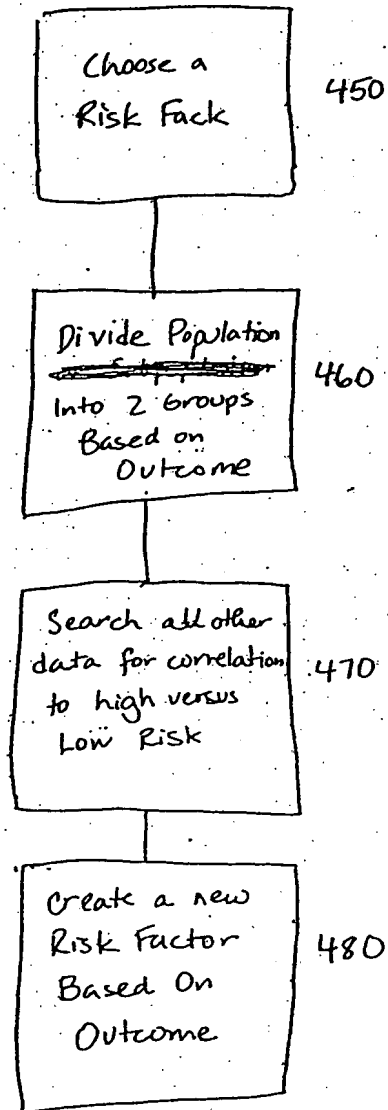 Choose a
Risk Fack
450
Divide Population
460
Into 2 Groups
Based on
Outcome
Search all other
data for correlation
470
to high versus
Low Risk
Create a new
Risk Factor
480
Based On
Outcome